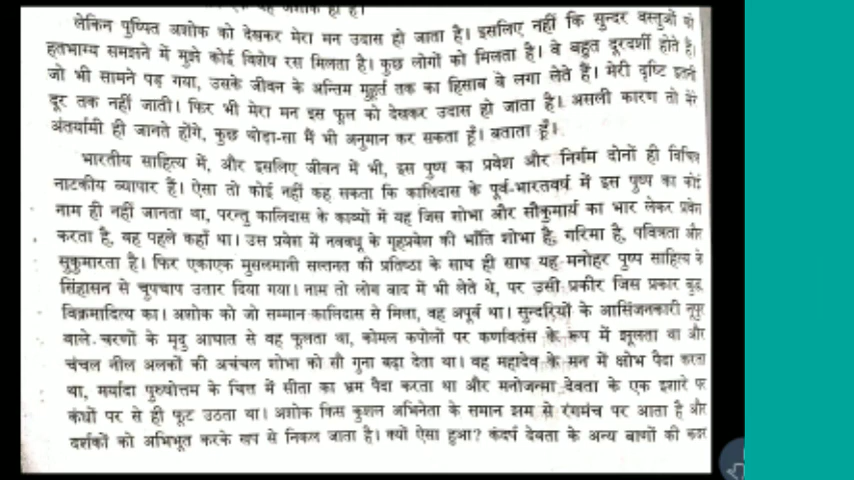 लेकिन पुष्पित अशोक को देखकर मेरा मन उदास हो जाता है। इसलिए नहीं कि सुन्दर वस्तुओं को
हतभाग्य समझने में मुझे कोई विशेष रस मिलता है। कुछ लोगों को मिलता है। वे बहुत दूरदर्शी होते हैं।
जो भी सामने पड़ गया, उसके जीवन के अन्तिम मुहूर्त तक का हिसाब वे लगा लेते हैं। मेरी दृष्टि इतनी
दूर तक नहीं जाती। फिर भी मेरा मन इस फूल को देखकर उदास हो जाता है। असली कारण तो मेरे
अंतर्यामी ही जानते होंगे, कुछ थोड़ा-सा मैं भी अनुमान कर सकता हूँ। बताता हूँ।
भारतीय साहित्य में, और इसलिए जीवन में भी, इस पुष्प का प्रवेश और निर्गम दोनों ही विचित्र
नाटकीय व्यापार हैं। ऐसा तो कोई नहीं कह सकता कि कालिदास के पूर्व-भारतवर्ष में इस पुष्प का कोई
नाम ही नहीं जानता था, परन्तु कालिदास के काव्यों में यह जिस शोभा और सौकुमार्य का भार लेकर प्रवेश
करता है, वह पहले कहाँ था। उस प्रवेश में नववधू के गृहप्रवेश की भाँति शोभा है, गरिमा है, पवित्रता और
सुकुमारता है। फिर एकाएक मुसलमानी सल्तनत की प्रतिष्ठा के साथ ही साथ यह मनोहर पुष्प साहित्य के
सिंहासन से चुपचाप उतार दिया गया। नाम तो लोग बाद में भी लेते थे, पर उसी प्रकीर जिस प्रकार बुद्ध,
विक्रमादित्य का। अशोक को जो सम्मान कालिदास से मिला, वह अपूर्व था। सुन्दरियों के आसिंजनकारी नूपुर
वाले चरणों के मृदु आघात से वह फूलता था, कोमल कपोलों पर कर्णावतंस के रूप में झूलता था और
चंचल नील अलकों की अचंचल शोभा को सौ गुना बढ़ा देता था। वह महादेव के मन में क्षोभ पैदा करता
था, मर्यादा पुरुषोत्तम के चित्त में सीता का भ्रम पैदा करता था और मनोजन्मा देवता के एक इशारे पर
कंधों पर से ही फूट उठता था। अशोक किस कुशल अभिनेता के समान झम से रंगमंच पर आता है और
दर्शकों को अभिभूत करके खप से निकल जाता है। क्यों ऐसा हुआ? कंदर्प देवता के अन्य बाणों की कदर